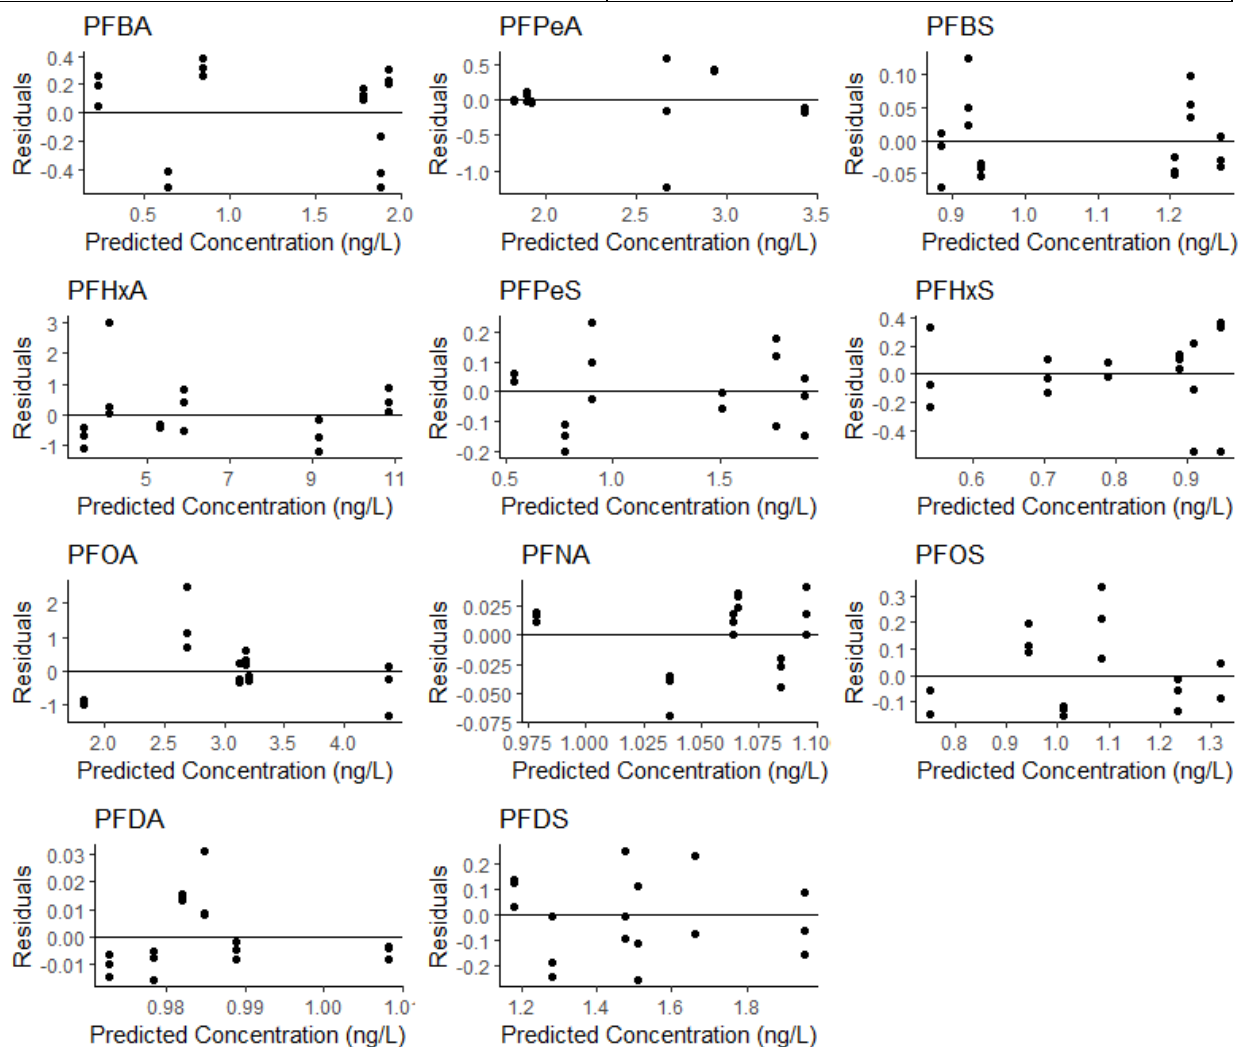 PFBA
0.4
0.2
0.0
-0.2
-0.4
Residuals
0.5 1.0 1.5 2.0
Predicted Concentration (ng/L)
PFPeA
0.5
0.0
-0.5
-1.0
Residuals
2.0 2.5 3.0 3.5
Predicted Concentration (ng/L)
PFBS
0.10
0.05
0.00
-0.05
Residuals
0.9 1.0 1.1 1.2
Predicted Concentration (ng/L)
PFHxA
3
2
1
0
-1
Residuals
5 7 9 11
Predicted Concentration (ng/L)
PFPeS
0.2
0.1
0.0
-0.1
-0.2
Residuals
0.5 1.0 1.5
Predicted Concentration (ng/L)
PFHxS
0.4
0.2
0.0
-0.2
-0.4
Residuals
0.6 0.7 0.8 0.9
Predicted Concentration (ng/L)
PFOA
2
1
0
-1
Residuals
2.0 2.5 3.0 3.5 4.0
Predicted Concentration (ng/L)
PFNA
0.025
0.000
-0.025
-0.050
-0.075
Residuals
0.975 1.000 1.025 1.050 1.075 1.10
Predicted Concentration (ng/L)
PFOS
0.3
0.2
0.1
0.0
-0.1
Residuals
0.8 0.9 1.0 1.1 1.2 1.3
Predicted Concentration (ng/L)
PFDA
0.03
0.02
0.01
0.00
-0.01
Residuals
0.98 0.99 1.00
Predicted Concentration (ng/L)
PFDS
0.2
0.1
0.0
-0.1
-0.2
Residuals
1.2 1.4 1.6 1.8
Predicted Concentration (ng/L)